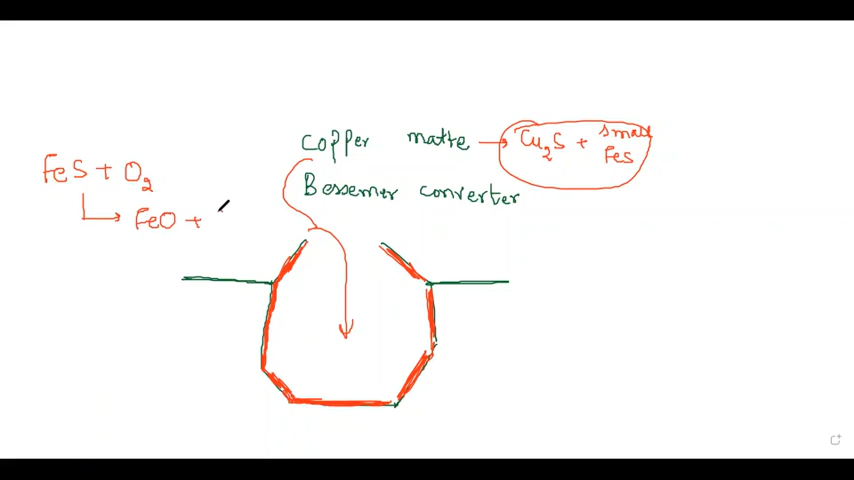 Copper matte → Cu2S + small FeS
Bessemer converter
FeS + O2
→ FeO +